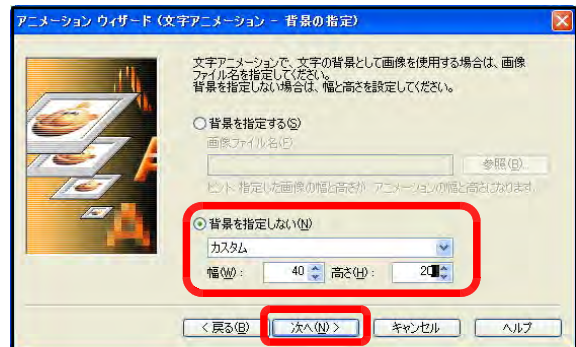 アニメーション ウィザード (文字アニメーション - 背景の指定)
文字アニメーションで、文字の背景として画像を使用する場合は、画像
ファイル名を指定してください。
背景を指定しない場合は、幅と高さを設定してください。
背景を指定する(S)
画像ファイル名(F)
参照(R)
ヒント: 指定した画像の幅と高さが、アニメーションの幅と高さになります。
背景を指定しない(N)
カスタム
幅(W): 40 高さ(H): 20
< 戻る(B) 次へ(N) > キャンセル ヘルプ